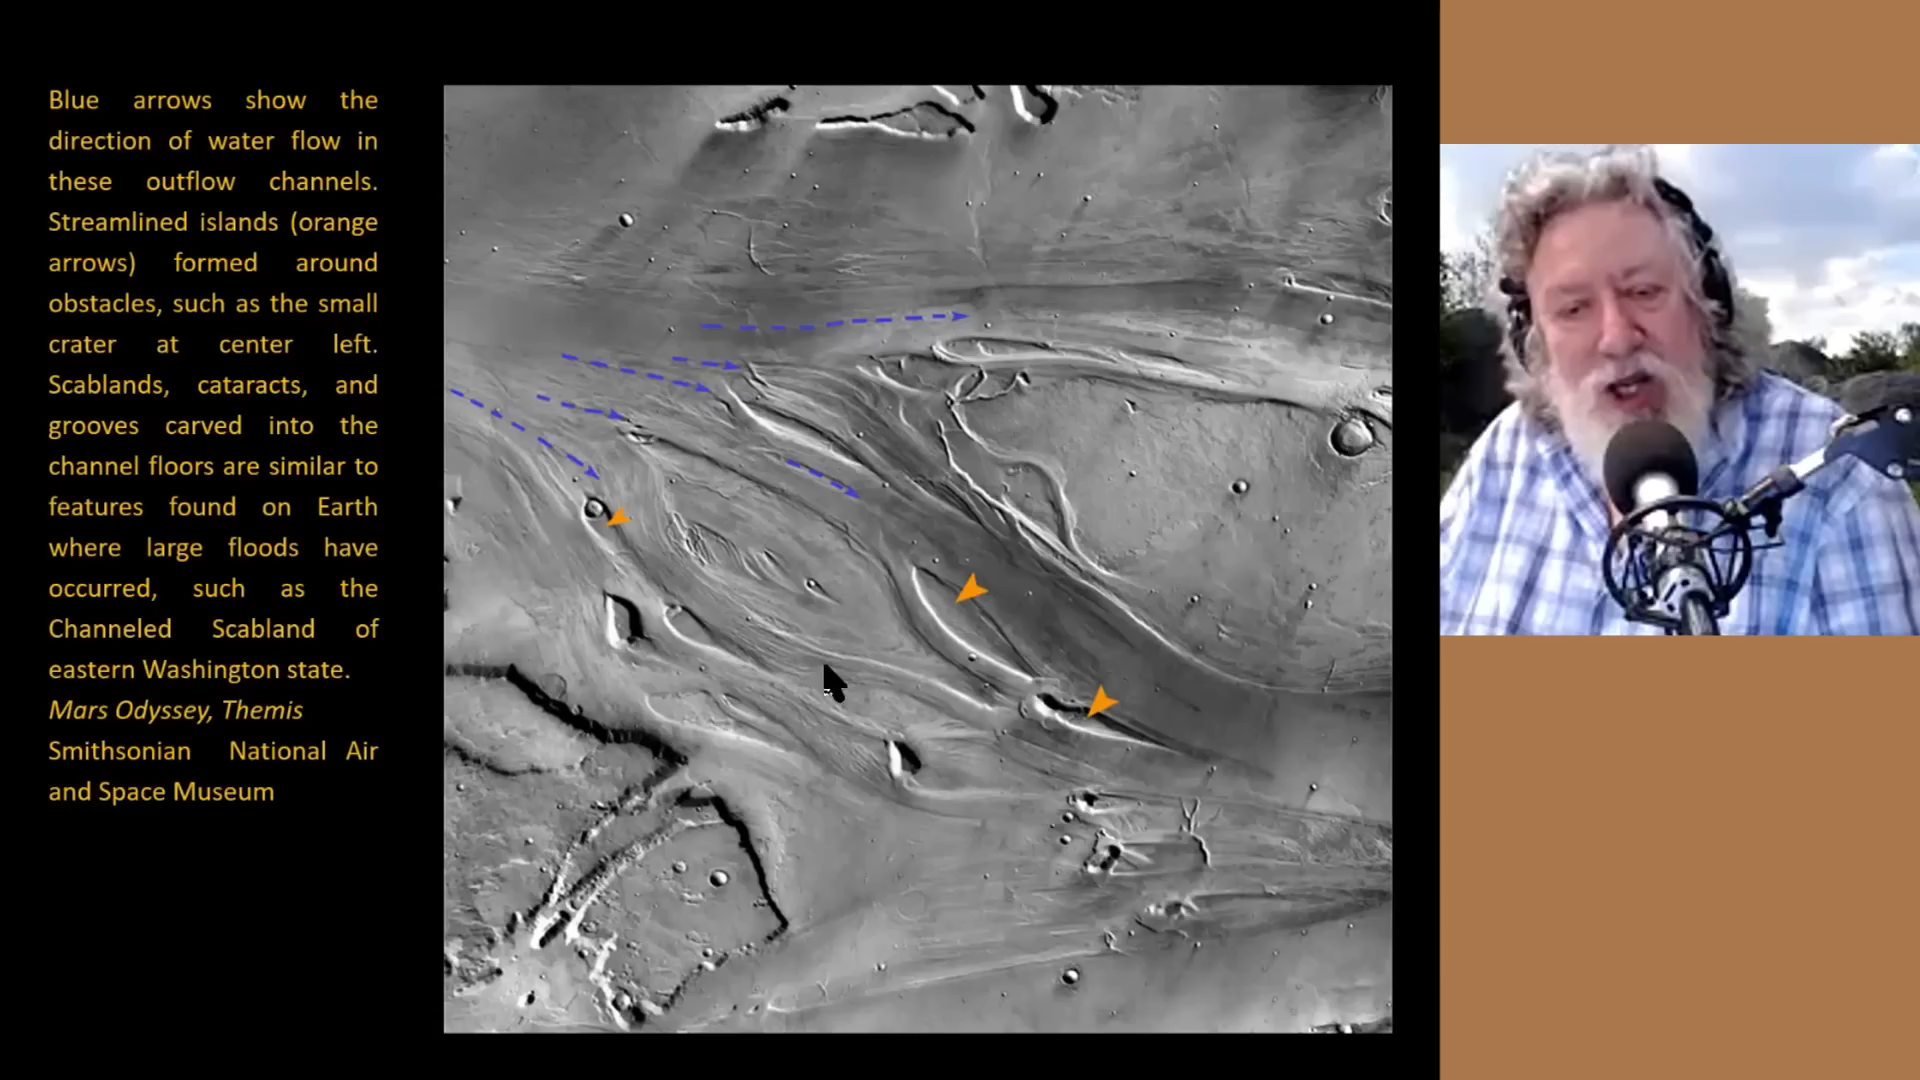 Blue arrows show the
direction of water flow in
these outflow channels.
Streamlined islands (orange
arrows) formed around
obstacles, such as the small
crater at center left.
Scablands, cataracts, and
grooves carved into the
channel floors are similar to
features found on Earth
where large floods have
occurred, such as the
Channeled Scabland of
eastern Washington state.
Mars Odyssey, Themis
Smithsonian National Air
and Space Museum